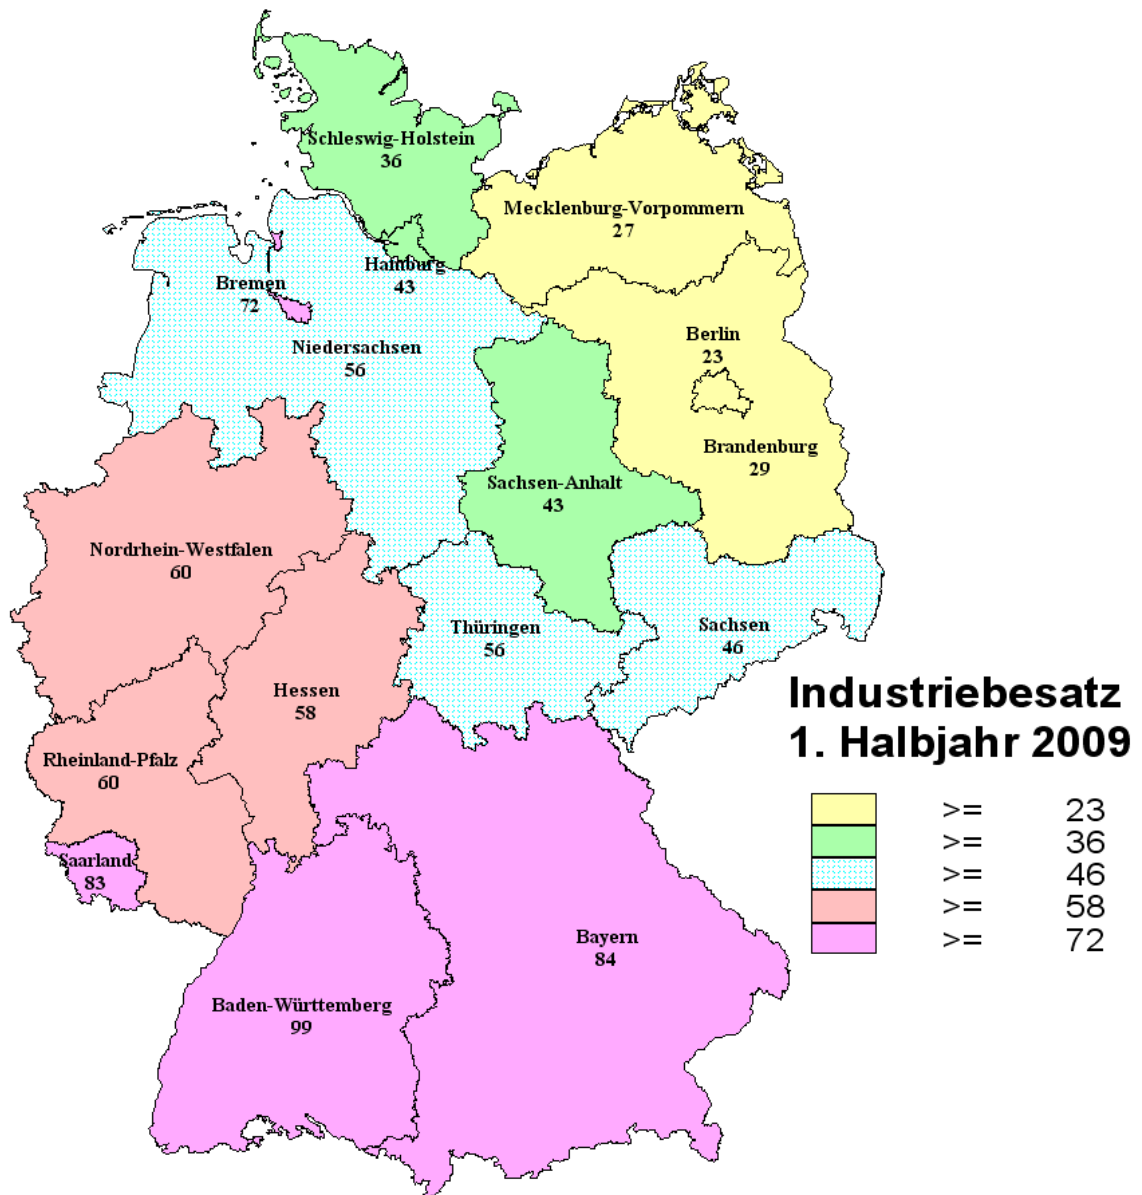 Schleswig-Holstein
36
Mecklenburg-Vorpommern
27
Hamburg
43
Bremen
72
Berlin
23
Niedersachsen
56
Brandenburg
29
Sachsen-Anhalt
43
Nordrhein-Westfalen
60
Thüringen
56
Sachsen
46
Hessen
58
Rheinland-Pfalz
60
Saarland
83
Bayern
84
Baden-Württemberg
99
Industriebesatz
1. Halbjahr 2009
>= 23
>= 36
>= 46
>= 58
>= 72